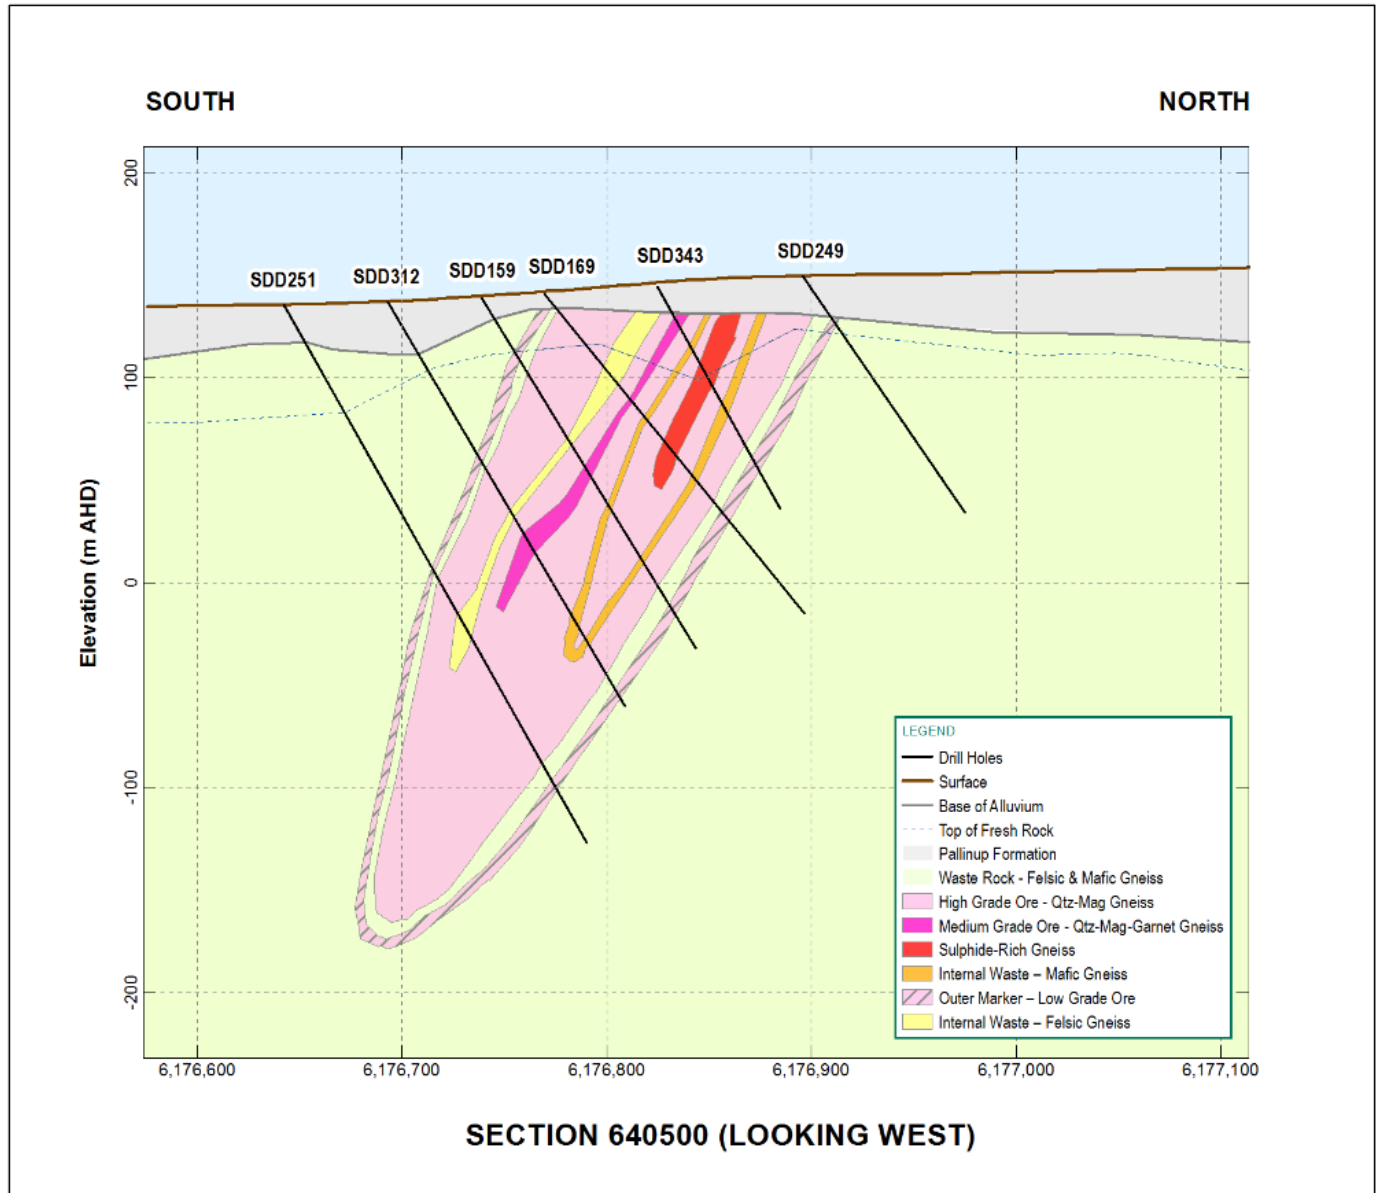 SOUTH
NORTH
SDD251
SDD312
SDD159
SDD169
SDD343
SDD249
200
100
0
-100
-200
Elevation (m AHD)
LEGEND
Drill Holes
Surface
Base of Alluvium
Top of Fresh Rock
Pallinup Formation
Waste Rock - Felsic & Mafic Gneiss
High Grade Ore - Qtz-Mag Gneiss
Medium Grade Ore - Qtz-Mag-Garnet Gneiss
Sulphide-Rich Gneiss
Internal Waste – Mafic Gneiss
Outer Marker – Low Grade Ore
Internal Waste – Felsic Gneiss
6,176,600
6,176,700
6,176,800
6,176,900
6,177,000
6,177,100
SECTION 640500 (LOOKING WEST)